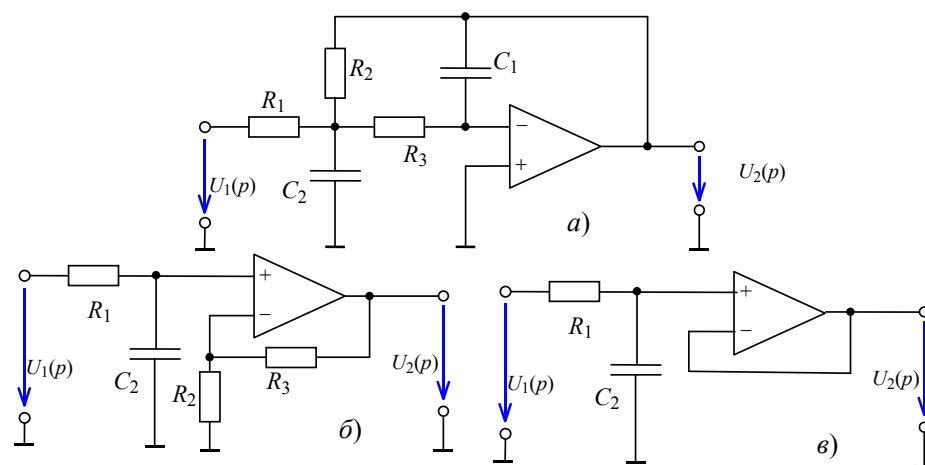 R2
C1
R1
−
R3
+
U1(p)
C2
U2(p)
а)
+
R1
−
U1(p)
C2
R3
U2(p)
R2
б)
+
R1
−
U1(p)
C2
U2(p)
в)